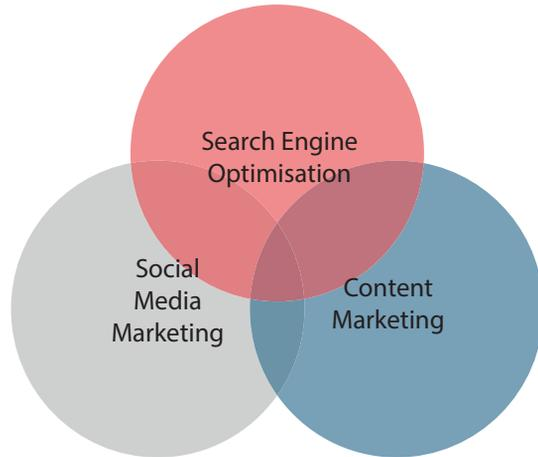 Search Engine
Optimisation
Social
Media
Marketing
Content
Marketing